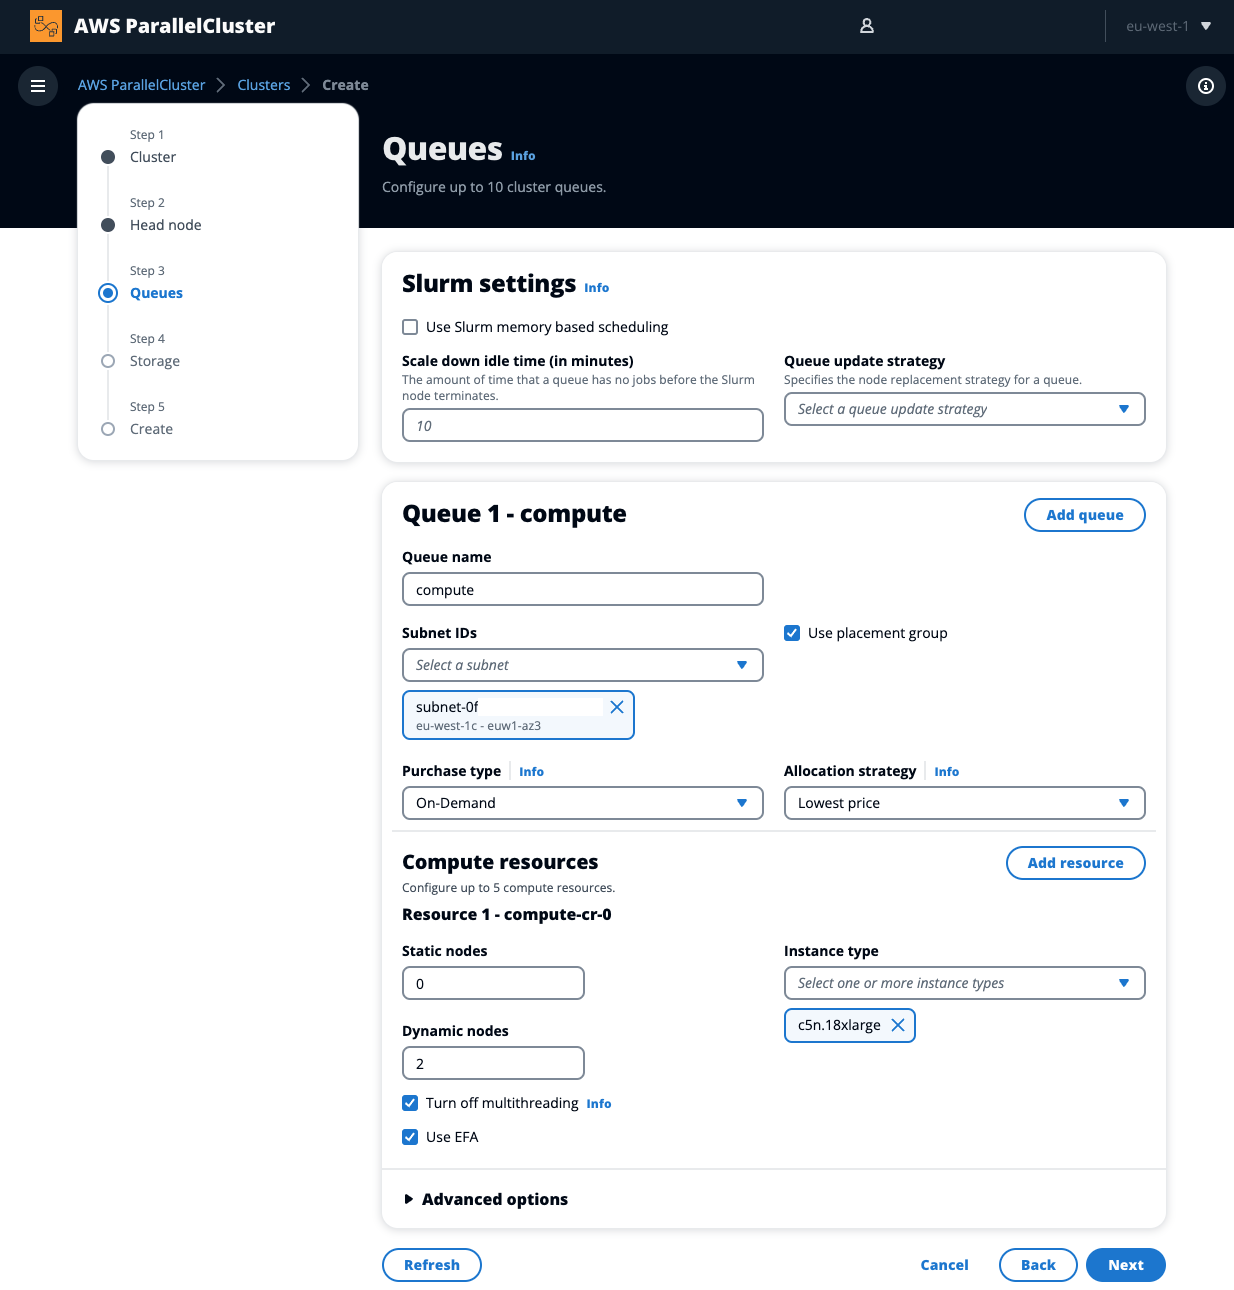 AWS ParallelCluster
eu-west-1
AWS ParallelCluster
Clusters
Create
Step 1
Cluster
Step 2
Head node
Step 3
Queues
Step 4
Storage
Step 5
Create
Queues Info
Configure up to 10 cluster queues.
Slurm settings Info
Use Slurm memory based scheduling
Scale down idle time (in minutes)
The amount of time that a queue has no jobs before the Slurm
node terminates.
10
Queue update strategy
Specifies the node replacement strategy for a queue.
Select a queue update strategy
Queue 1 - compute
Add queue
Queue name
compute
Subnet IDs
Select a subnet
subnet-0f
eu-west-1c - euw1-az3
Use placement group
Purchase type Info
On-Demand
Allocation strategy Info
Lowest price
Compute resources
Add resource
Configure up to 5 compute resources.
Resource 1 - compute-cr-0
Static nodes
0
Instance type
Select one or more instance types
c5n.18xlarge
Dynamic nodes
2
Turn off multithreading Info
Use EFA
Advanced options
Refresh
Cancel
Back
Next